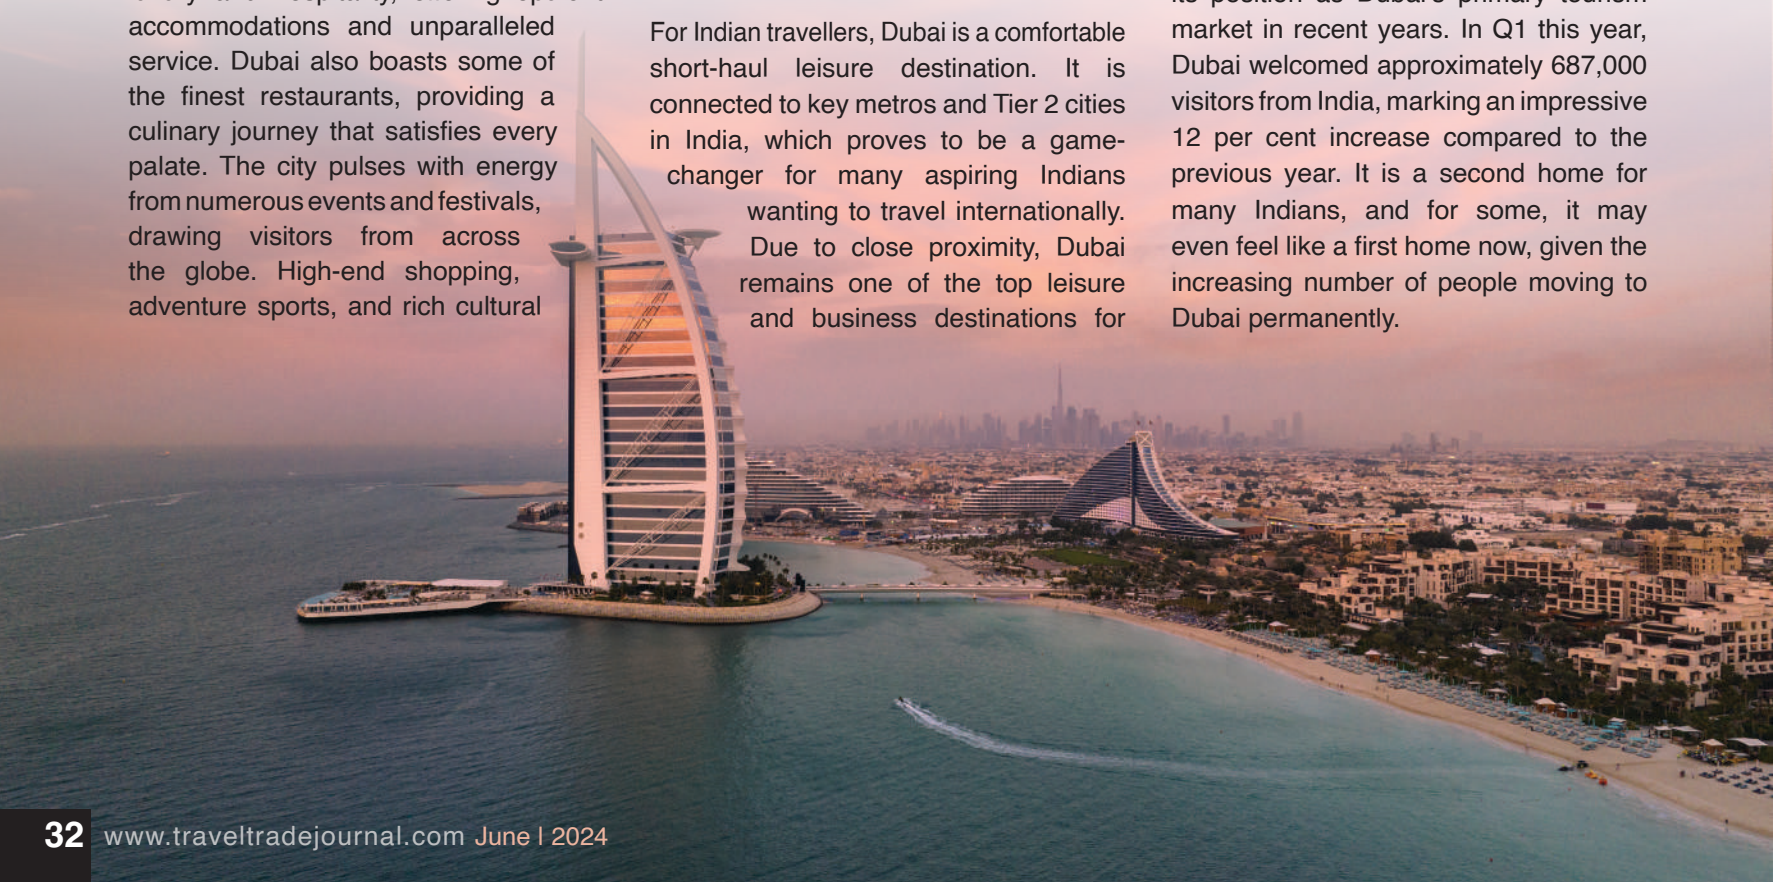 accommodations and unparalleled
service. Dubai also boasts some of
the finest restaurants, providing a
culinary journey that satisfies every
palate. The city pulses with energy
from numerous events and festivals,
drawing visitors from across
the globe. High-end shopping,
adventure sports, and rich cultural
For Indian travellers, Dubai is a comfortable
short-haul leisure destination. It is
connected to key metros and Tier 2 cities
in India, which proves to be a game-
changer for many aspiring Indians
wanting to travel internationally.
Due to close proximity, Dubai
remains one of the top leisure
and business destinations for
its position as Dubai's primary tourism
market in recent years. In Q1 this year,
Dubai welcomed approximately 687,000
visitors from India, marking an impressive
12 per cent increase compared to the
previous year. It is a second home for
many Indians, and for some, it may
even feel like a first home now, given the
increasing number of people moving to
Dubai permanently.
32 www.traveltradejournal.com June | 2024